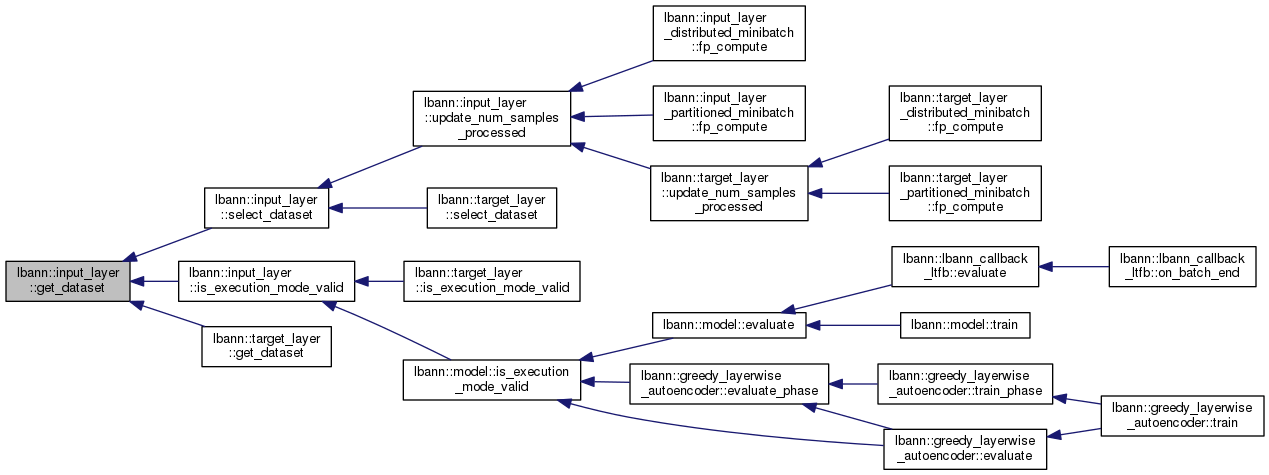 lbann::input_layer
_distributed_minibatch
::fp_compute
lbann::input_layer
::update_num_samples
_processed
lbann::input_layer
_partitioned_minibatch
::fp_compute
lbann::target_layer
_distributed_minibatch
::fp_compute
lbann::target_layer
::update_num_samples
_processed
lbann::target_layer
_partitioned_minibatch
::fp_compute
lbann::input_layer
::select_dataset
lbann::target_layer
::select_dataset
lbann::input_layer
::get_dataset
lbann::input_layer
::is_execution_mode_valid
lbann::target_layer
::is_execution_mode_valid
lbann::target_layer
::get_dataset
lbann::lbann_callback
_ltfb::evaluate
lbann::lbann_callback
_ltfb::on_batch_end
lbann::model::evaluate
lbann::model::train
lbann::model::is_execution
_mode_valid
lbann::greedy_layerwise
_autoencoder::evaluate_phase
lbann::greedy_layerwise
_autoencoder::train_phase
lbann::greedy_layerwise
_autoencoder::train
lbann::greedy_layerwise
_autoencoder::evaluate